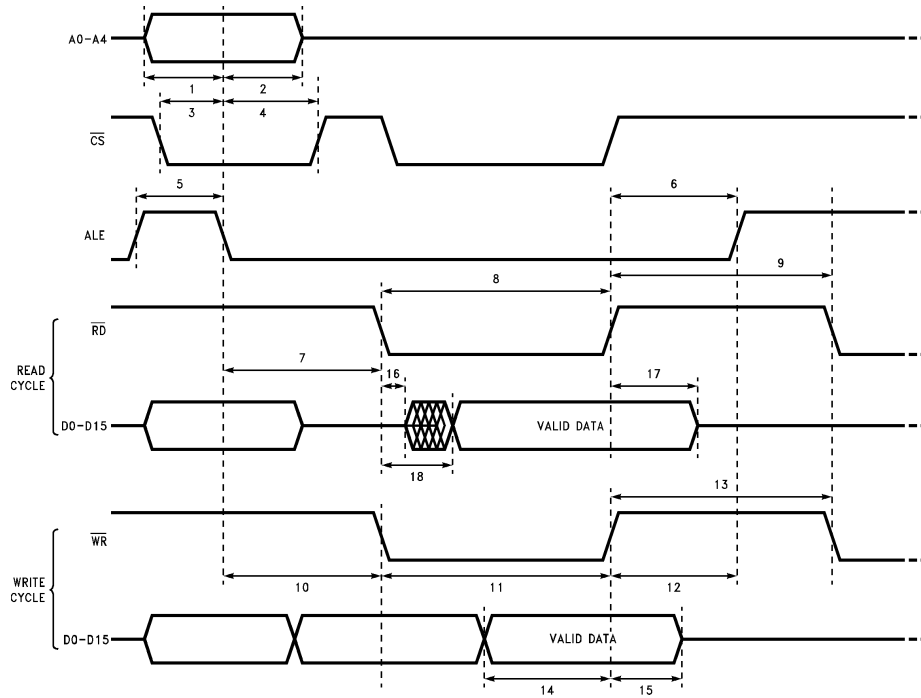 A0-A4
1 2
3 4
CS
5 6
ALE
9
8
RD
READ
CYCLE
7
16 17
D0-D15 VALID DATA
18
13
WR
WRITE
CYCLE
10 11 12
D0-D15 VALID DATA
14 15